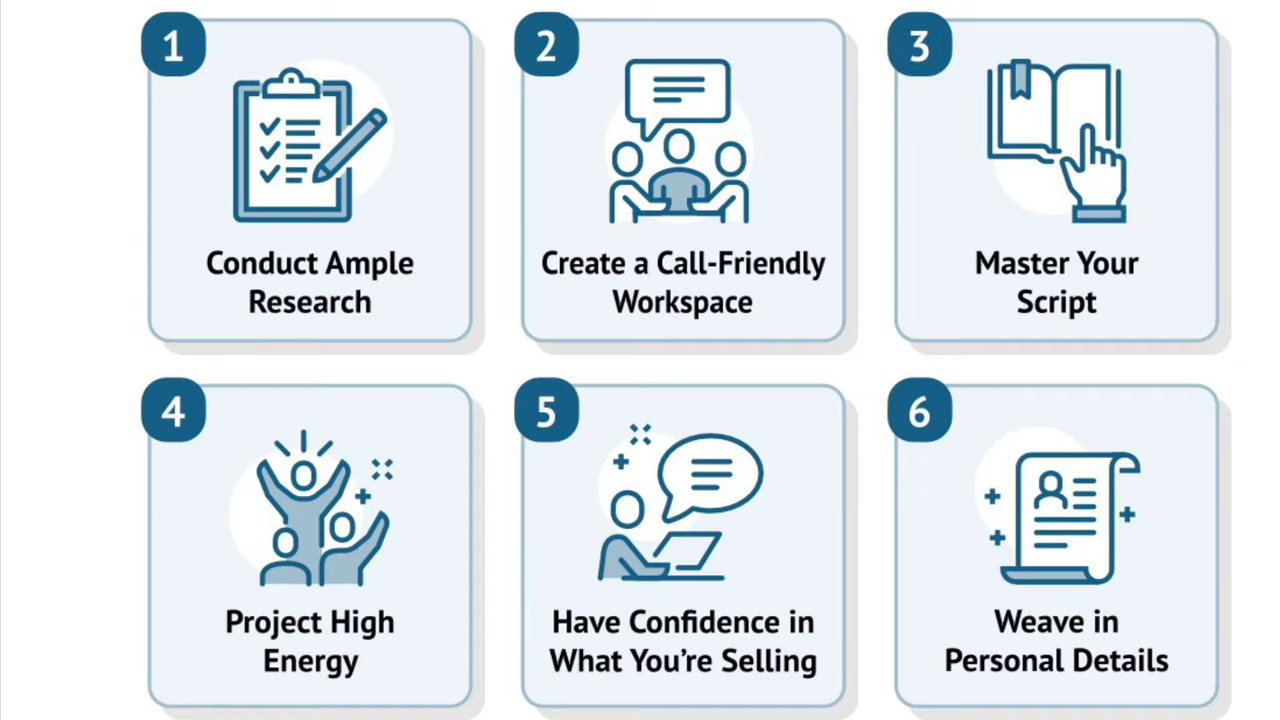 1
Conduct Ample
Research
2
Create a Call-Friendly
Workspace
3
Master Your
Script
4
Project High
Energy
5
Have Confidence in
What You’re Selling
6
Weave in
Personal Details